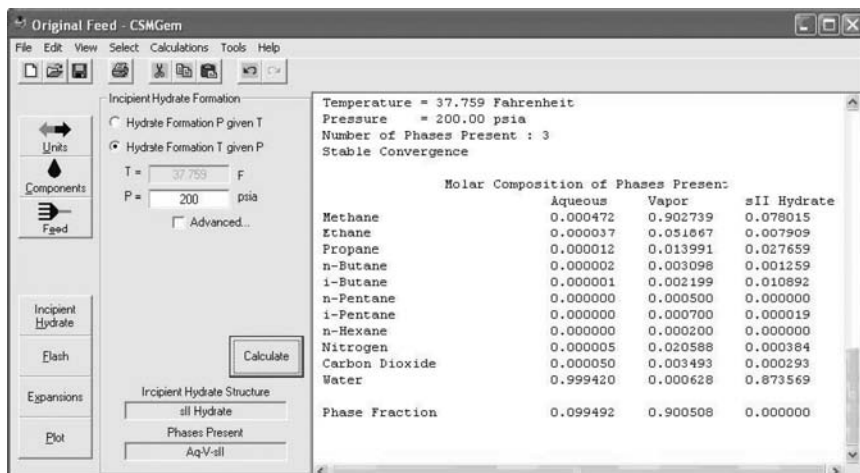 Original Feed - CSMGem
File Edit View Select Calculations Tools Help
Units
Components
Feed
Incipient Hydrate
Flash
Expansions
Plot
Incipient Hydrate Formation
Hydrate Formation P given T
Hydrate Formation T given P
T = 37.759 F
P = 200 psia
Advanced...
Calculate
Incipient Hydrate Structure
sII Hydrate
Phases Present
Aq-V-sII
Temperature = 37.759 Fahrenheit
Pressure = 200.00 psia
Number of Phases Present : 3
Stable Convergence
Molar Composition of Phases Present
Aqueous Vapor sII Hydrate
Methane 0.000472 0.902739 0.078015
Ethane 0.000037 0.051867 0.007909
Propane 0.000012 0.013991 0.027659
n-Butane 0.000002 0.003098 0.001259
i-Butane 0.000001 0.002199 0.010892
n-Pentane 0.000000 0.000500 0.000000
i-Pentane 0.000000 0.000700 0.000019
n-Hexane 0.000000 0.000200 0.000000
Nitrogen 0.000005 0.020588 0.000384
Carbon Dioxide 0.000050 0.003493 0.000293
Water 0.999420 0.000628 0.873569
Phase Fraction 0.099492 0.900508 0.000000